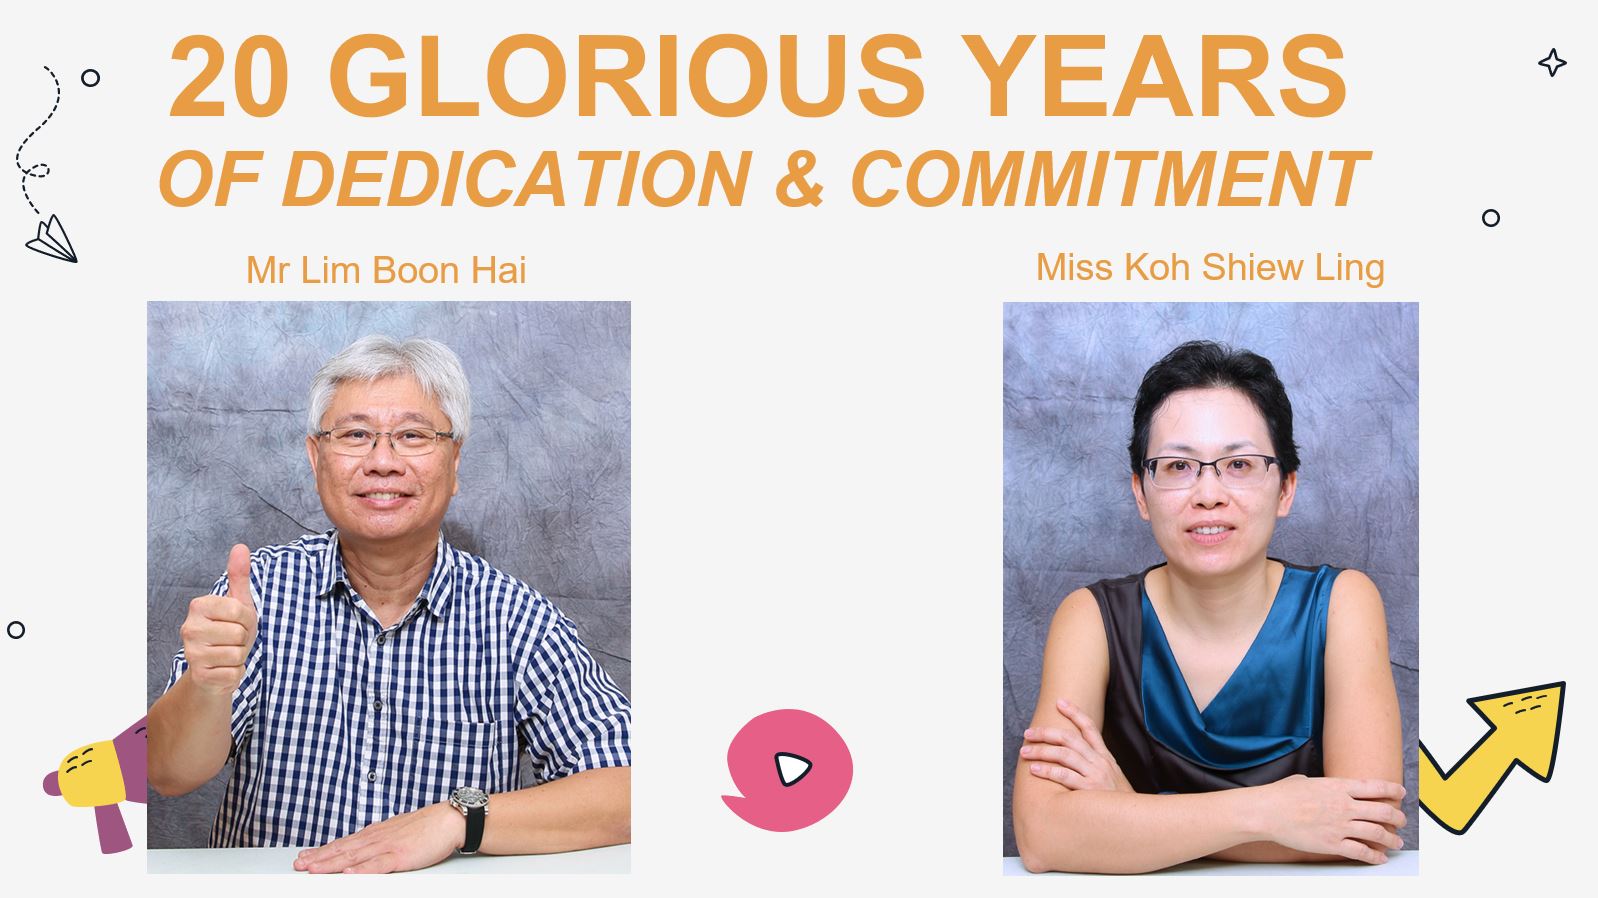 20 GLORIOUS YEARS
OF DEDICATION & COMMITMENT
Mr Lim Boon Hai
Miss Koh Shiew Ling